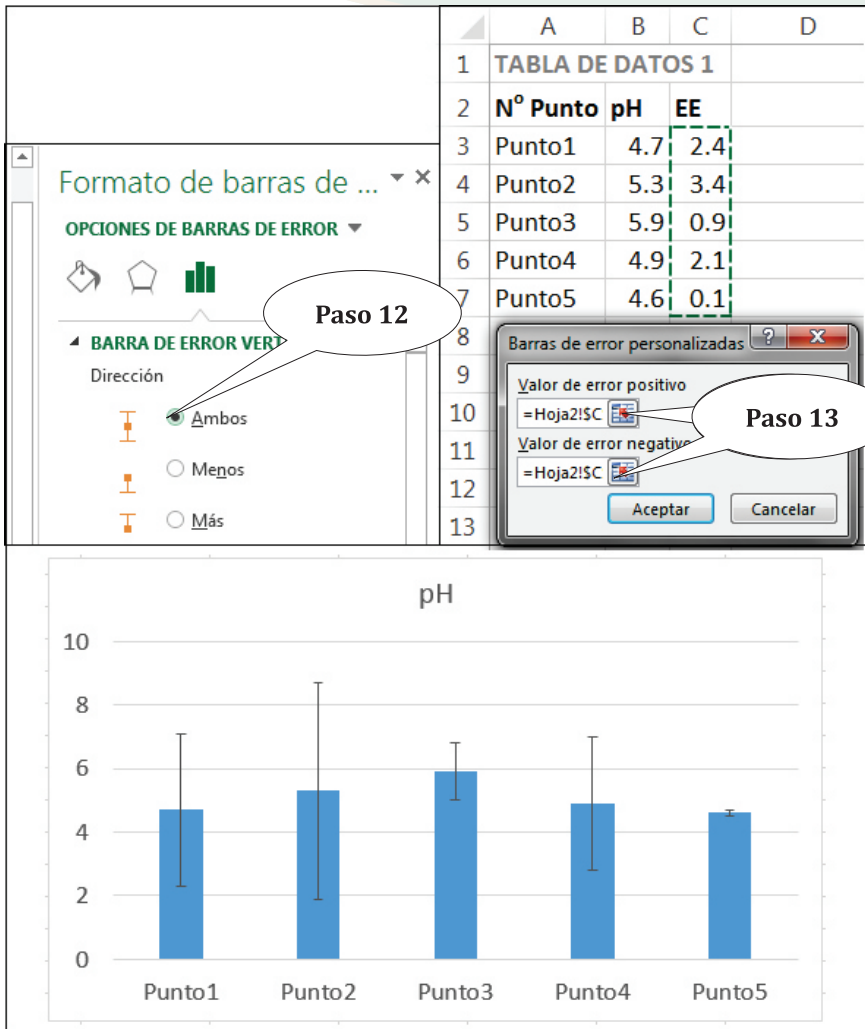 A B C D
1 TABLA DE DATOS 1
2 Nº Punto pH EE
3 Punto1 4.7 2.4
4 Punto2 5.3 3.4
5 Punto3 5.9 0.9
6 Punto4 4.9 2.1
7 Punto5 4.6 0.1
8
9
10
11
12
13
Formato de barras de ...
OPCIONES DE BARRAS DE ERROR
BARRA DE ERROR VERT
Dirección
Ambos
Menos
Más
Paso 12
Barras de error personalizadas
Valor de error positivo
=Hoja2!$C
Valor de error negativo
=Hoja2!$C
Aceptar Cancelar
Paso 13
pH
10
8
6
4
2
0
Punto1 Punto2 Punto3 Punto4 Punto5